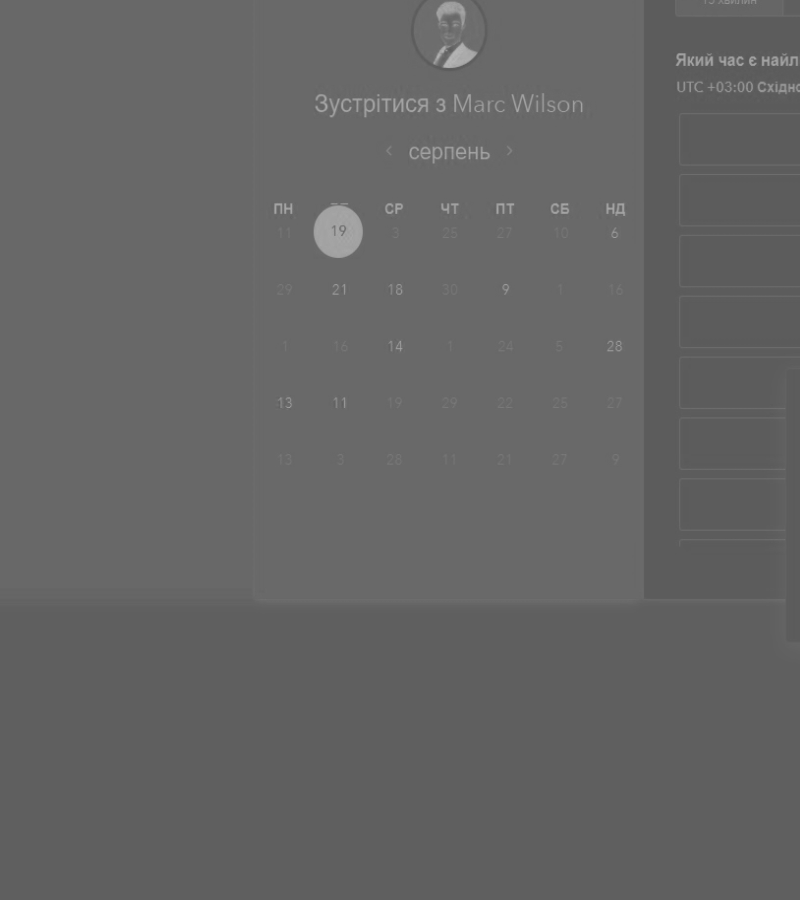 15 хвилин
Який час є найл
UTC +03:00 Східно
Зустрітися з Marc Wilson
серпень
ПН СР ЧТ ПТ СБ НД
11 19 3 25 27 10 6
29 21 18 30 9 1 16
1 16 14 1 24 5 28
13 11 19 29 22 25 27
13 3 28 11 21 27 9